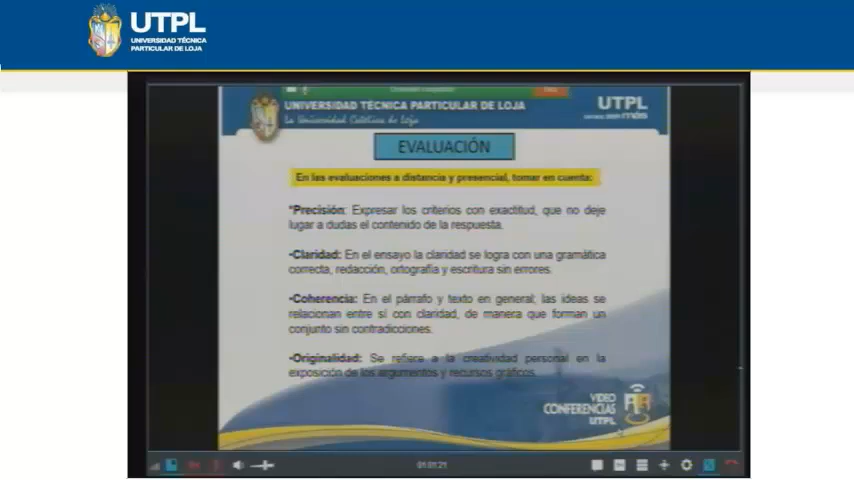 UTPL
UNIVERSIDAD TÉCNICA
PARTICULAR DE LOJA
UNIVERSIDAD TÉCNICA PARTICULAR DE LOJA
La Universidad Católica de Loja
UTPL
EVALUACIÓN
En las evaluaciones a distancia y presencial, tomar en cuenta:
*Precisión: Expresar los criterios con exactitud, que no deje
lugar a dudas el contenido de la respuesta.
•Claridad: En el ensayo la claridad se logra con una gramática
correcta, redacción, ortografía y escritura sin errores.
•Coherencia: En el párrafo y texto en general; las ideas se
relacionan entre sí con claridad, de manera que forman un
conjunto sin contradicciones.
•Originalidad: Se refiere a la creatividad personal en la
exposición de los argumentos y recursos gráficos.
VIDEO
CONFERENCIAS
UTPL
01:01:21